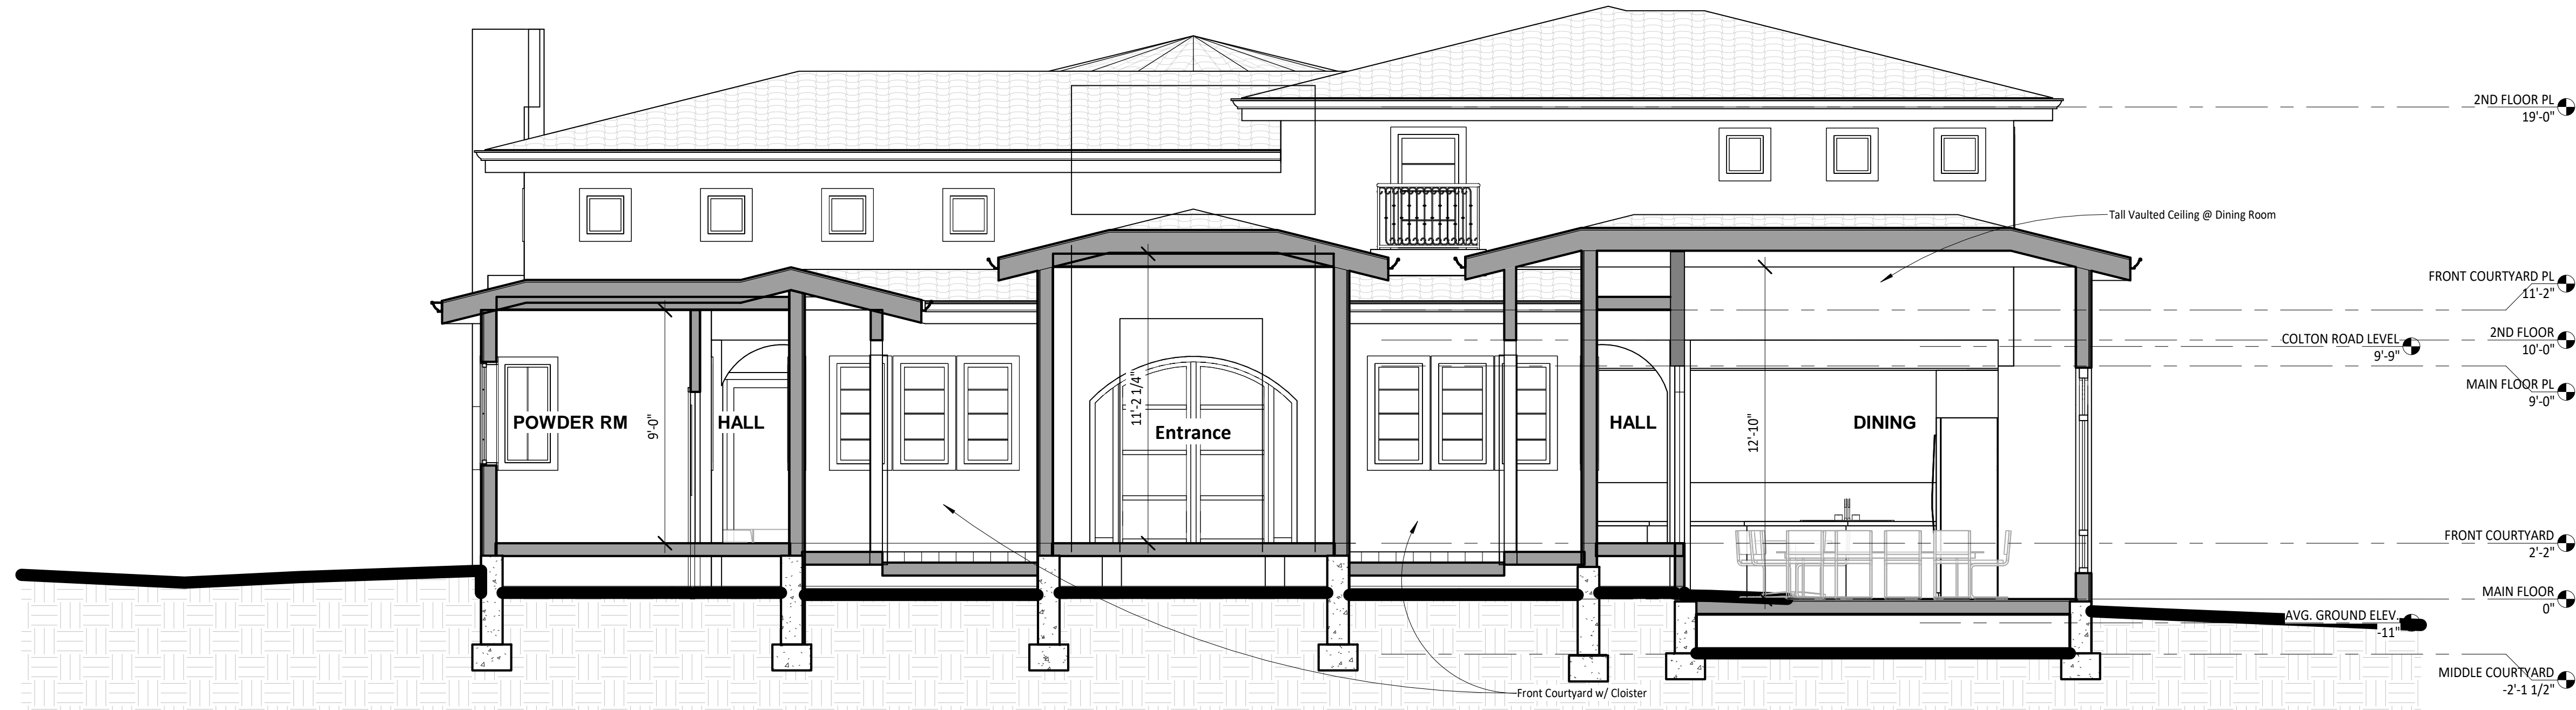 2ND FLOOR PL
19'-0"
Tall Vaulted Ceiling @ Dining Room
FRONT COURTYARD PL
11'-2"
2ND FLOOR
10'-0"
COLTON ROAD LEVEL
9'-9"
MAIN FLOOR PL
9'-0"
POWDER RM
9'-0"
HALL
11'-2 1/4"
Entrance
HALL
12'-10"
DINING
FRONT COURTYARD
2'-2"
MAIN FLOOR
0"
AVG. GROUND ELEV.
-11"
MIDDLE COURTYARD
-2'-1 1/2"
Front Courtyard w/ Cloister